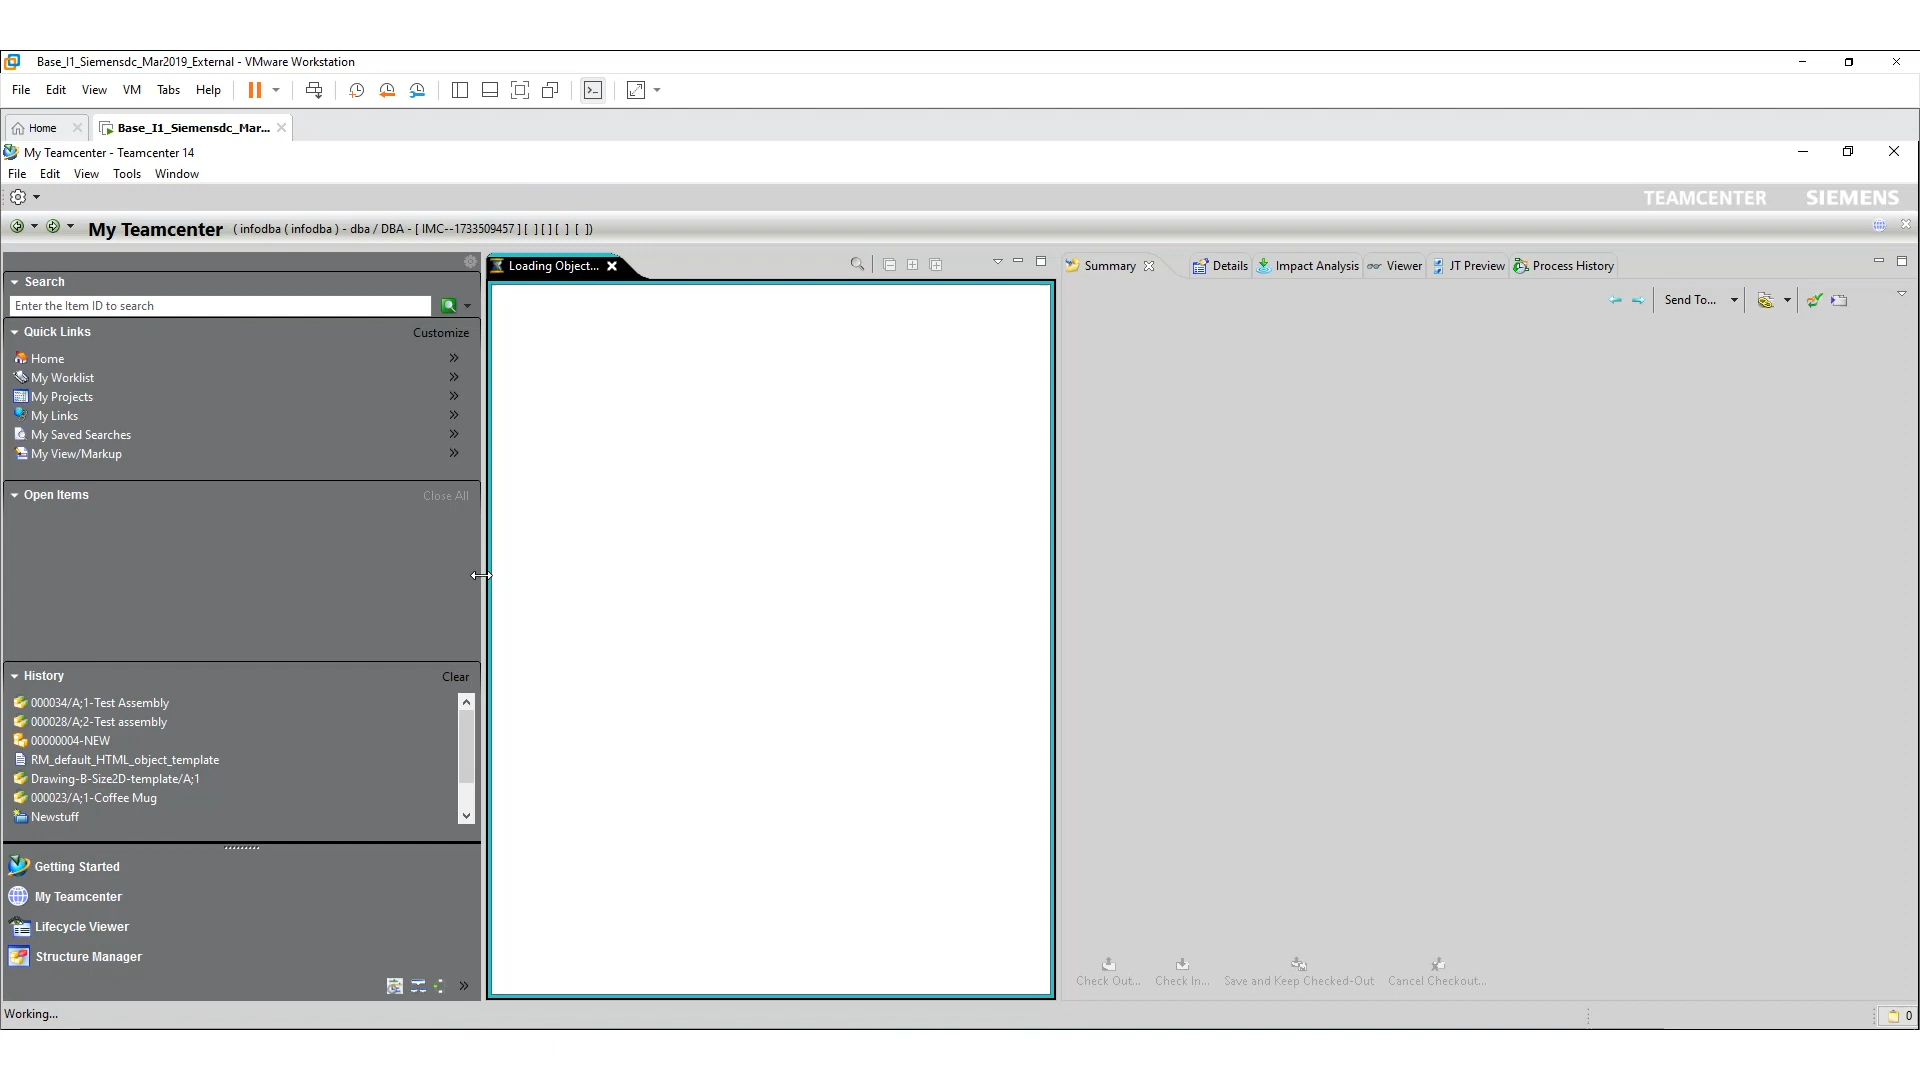 Base_I1_Siemensdc_Mar2019_External - VMware Workstation
File Edit View VM Tabs Help
Home Base_I1_Siemensdc_Mar...
My Teamcenter - Teamcenter 14
File Edit View Tools Window
TEAMCENTER SIEMENS
My Teamcenter ( infodba ( infodba ) - dba / DBA - [ IMC--1733509457 ] [ ] [ ] [ ] [ ])
Loading Object... Summary Details Impact Analysis Viewer JT Preview Process History
Search
Enter the Item ID to search
Send To...
Quick Links Customize
Home
My Worklist
My Projects
My Links
My Saved Searches
My View/Markup
Open Items Close All
History Clear
000034/A;1-Test Assembly
000028/A;2-Test assembly
00000004-NEW
RM_default_HTML_object_template
Drawing-B-Size2D-template/A;1
000023/A;1-Coffee Mug
Newstuff
Getting Started
My Teamcenter
Lifecycle Viewer
Structure Manager
Check Out... Check In... Save and Keep Checked-Out Cancel Checkout...
Working... 0